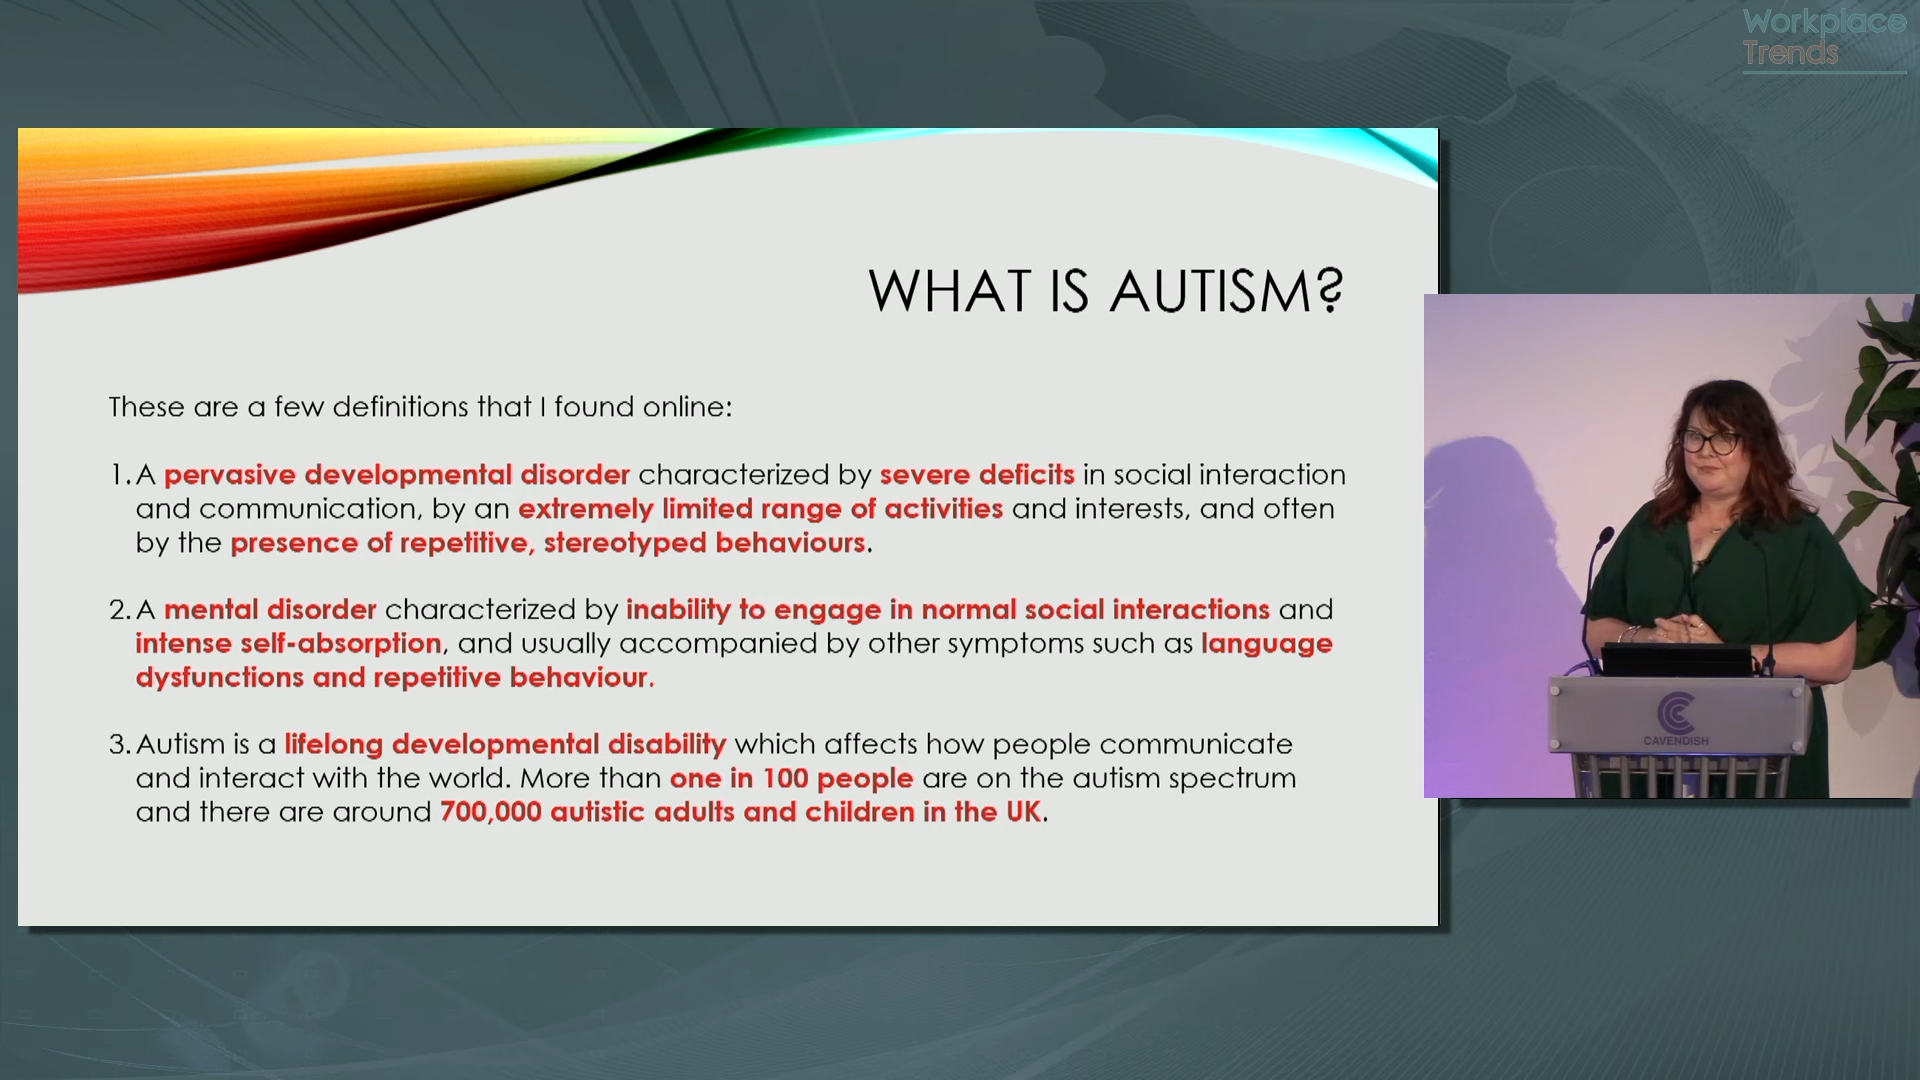 Workplace
Trends
WHAT IS AUTISM?
These are a few definitions that I found online:
1. A pervasive developmental disorder characterized by severe deficits in social interaction
and communication, by an extremely limited range of activities and interests, and often
by the presence of repetitive, stereotyped behaviours.
2. A mental disorder characterized by inability to engage in normal social interactions and
intense self-absorption, and usually accompanied by other symptoms such as language
dysfunctions and repetitive behaviour.
3. Autism is a lifelong developmental disability which affects how people communicate
and interact with the world. More than one in 100 people are on the autism spectrum
and there are around 700,000 autistic adults and children in the UK.
CAVENDISH